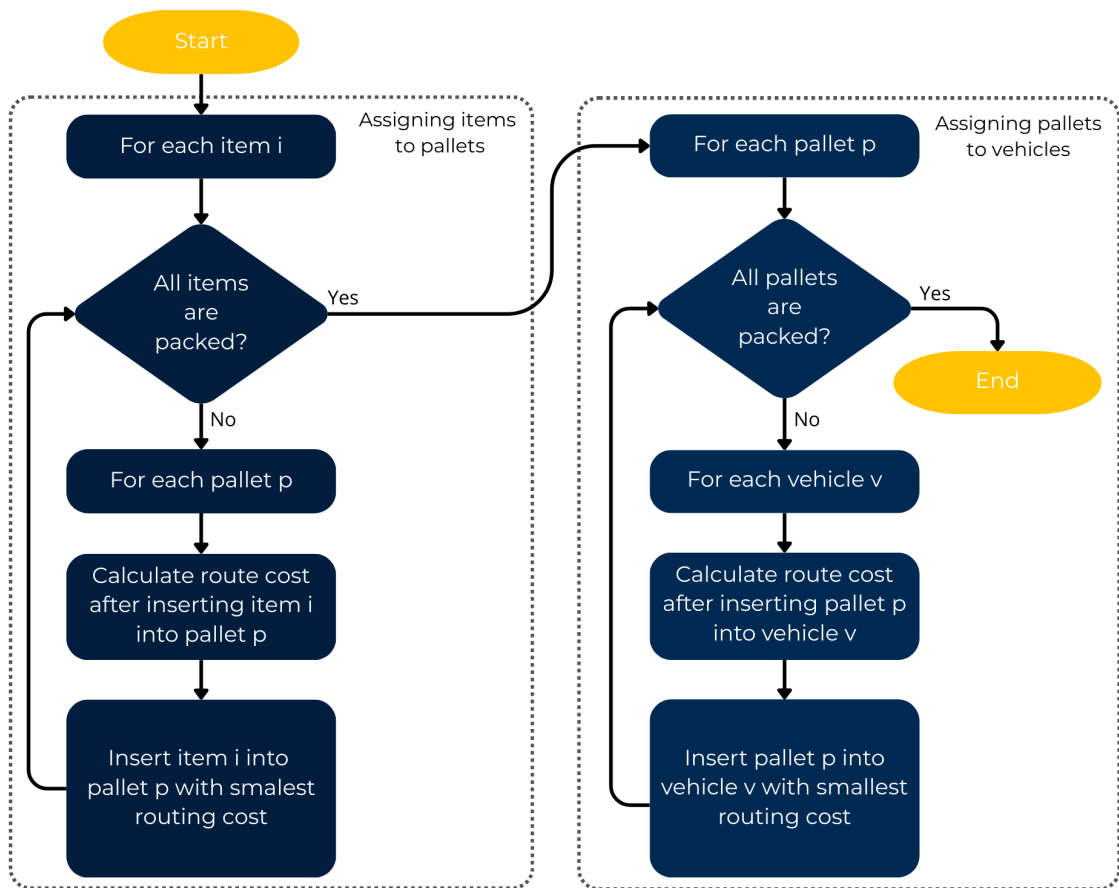 Start
Assigning items
to pallets
For each item i
All items
are
packed?
Yes
No
For each pallet p
Calculate route cost
after inserting item i
into pallet p
Insert item i into
pallet p with smalest
routing cost
Assigning pallets
to vehicles
For each pallet p
All pallets
are
packed?
Yes
End
No
For each vehicle v
Calculate route cost
after inserting pallet p
into vehicle v
Insert pallet p into
vehicle v with smallest
routing cost